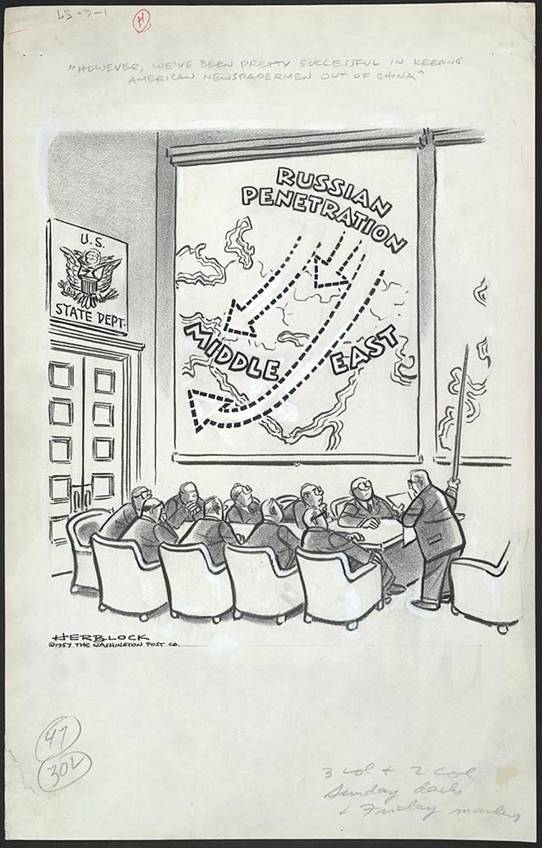 LS-9-1
H
"HOWEVER, WE'VE BEEN PRETTY SUCCESSFUL IN KEEPING
AMERICAN NEWSPAPERMEN OUT OF CHINA"
RUSSIAN
PENETRATION
U.S.
STATE DEPT.
MIDDLE EAST
HERBLOCK
©1957 THE WASHINGTON POST CO.
47
302
3 col + 2 col
Sunday daily
+ Friday